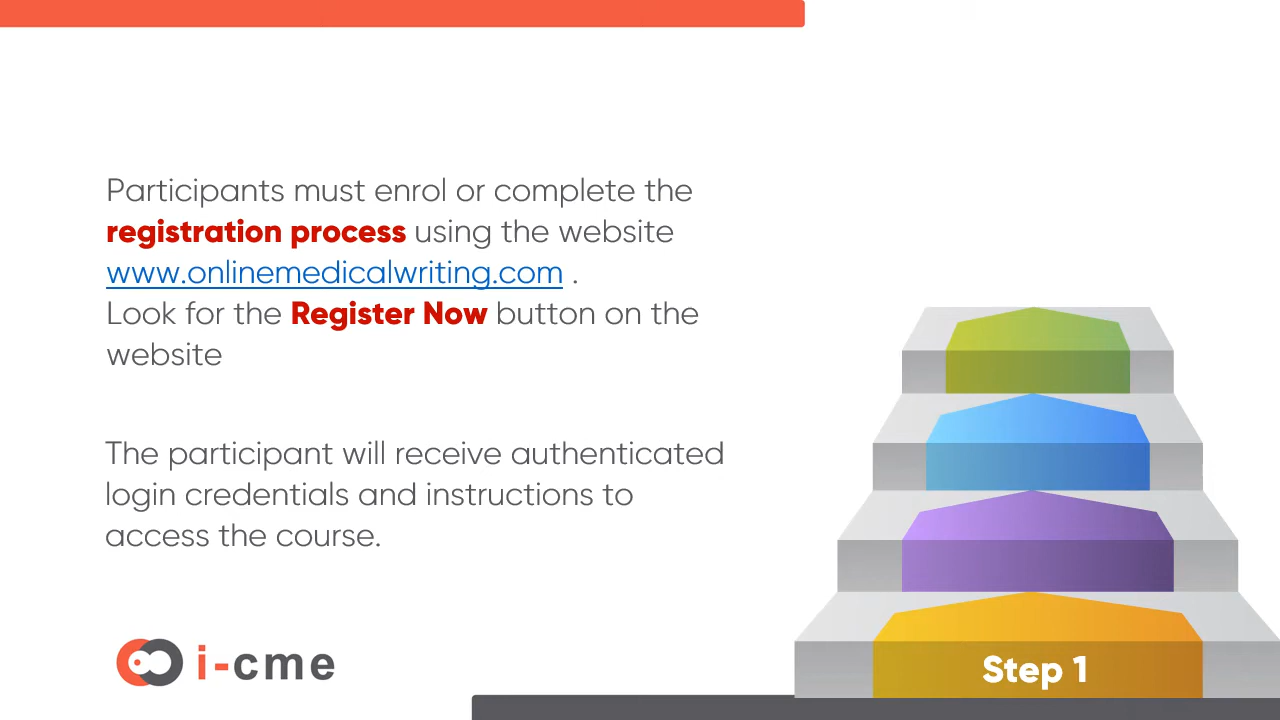 Participants must enrol or complete the
registration process using the website
www.onlinemedicalwriting.com .
Look for the Register Now button on the
website
The participant will receive authenticated
login credentials and instructions to
access the course.
i-cme
Step 1